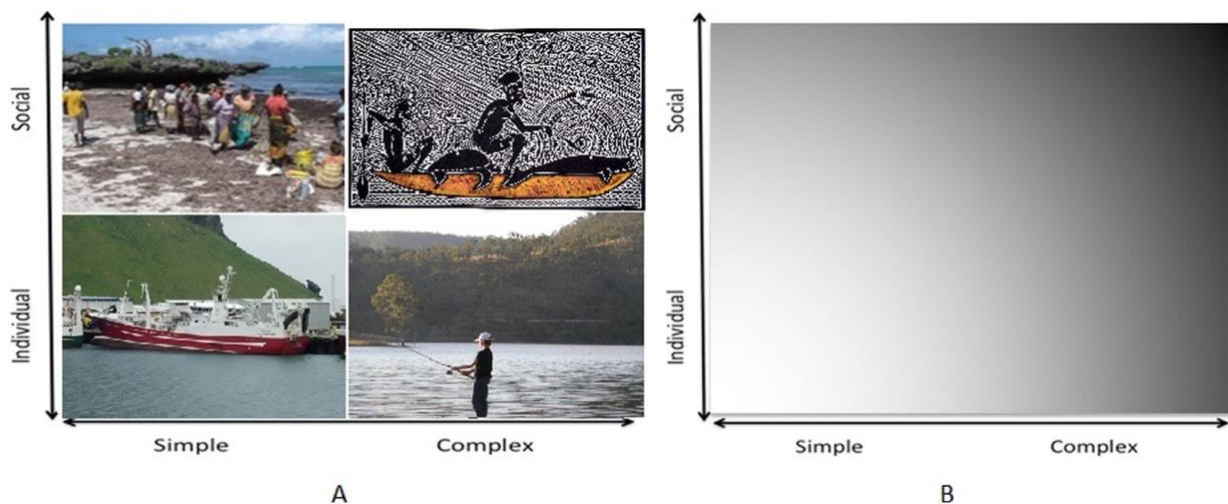 Social
Individual
Simple
Complex
A
Social
Individual
Simple
Complex
B